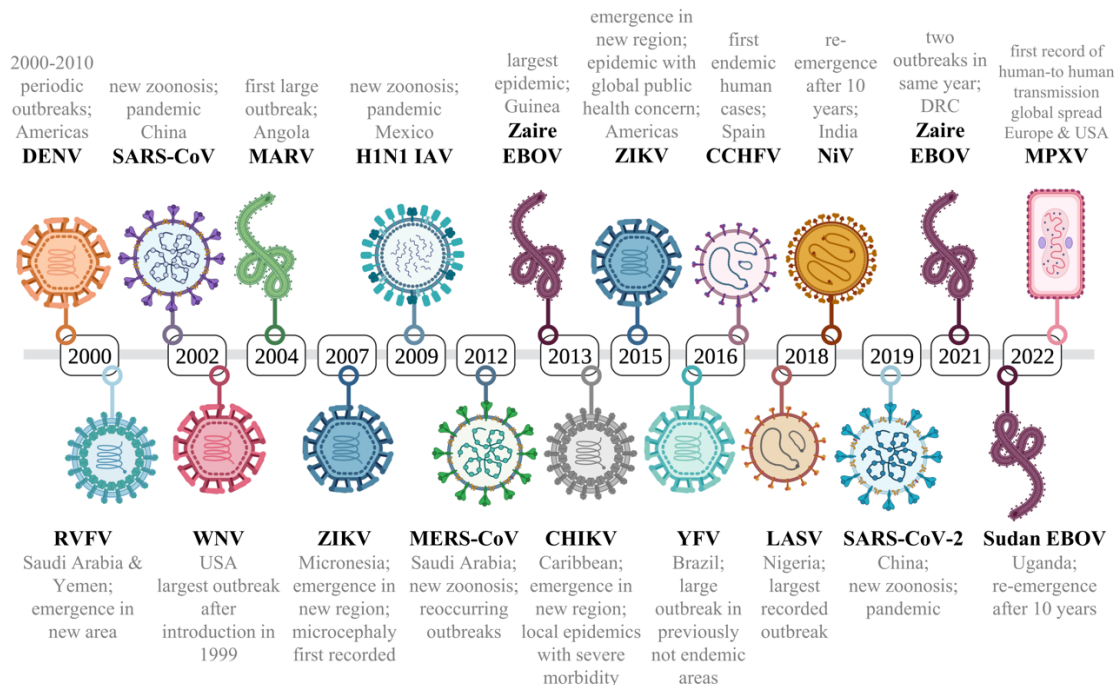 2000-2010
periodic
outbreaks;
Americas
DENV
new zoonosis;
pandemic
China
SARS-CoV
first large
outbreak;
Angola
MARV
new zoonosis;
pandemic
Mexico
H1N1 IAV
largest
epidemic;
Guinea
Zaire
EBOV
emergence in
new region;
epidemic with
global public
health concern;
Americas
ZIKV
first
endemic
human
cases;
Spain
CCHFV
re-
emergence
after 10
years;
India
NiV
two
outbreaks in
same year;
DRC
Zaire
EBOV
first record of
human-to human
transmission
global spread
Europe & USA
MPXV
2000
2002
2004
2007
2009
2012
2013
2015
2016
2018
2019
2021
2022
RVFV
Saudi Arabia &
Yemen;
emergence in
new area
WNV
USA
largest outbreak
after
introduction in
1999
ZIKV
Micronesia;
emergence in
new region;
microcephaly
first recorded
MERS-CoV
Saudi Arabia;
new zoonosis;
reoccurring
outbreaks
CHIKV
Caribbean;
emergence in
new region;
local epidemics
with severe
morbidity
YFV
Brazil;
large
outbreak in
previously
not endemic
areas
LASV
Nigeria;
largest
recorded
outbreak
SARS-CoV-2
China;
new zoonosis;
pandemic
Sudan EBOV
Uganda;
re-emergence
after 10 years